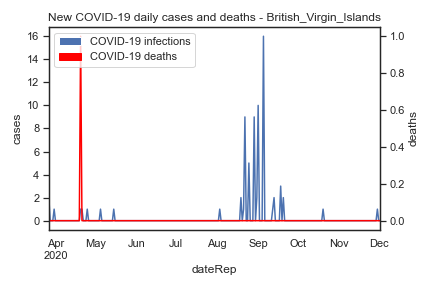 New COVID-19 daily cases and deaths - British_Virgin_Islands
COVID-19 infections
COVID-19 deaths
16
14
12
10
8
6
4
2
0
cases
1.0
0.8
0.6
0.4
0.2
0.0
deaths
Apr May Jun Jul Aug Sep Oct Nov Dec
2020
dateRep